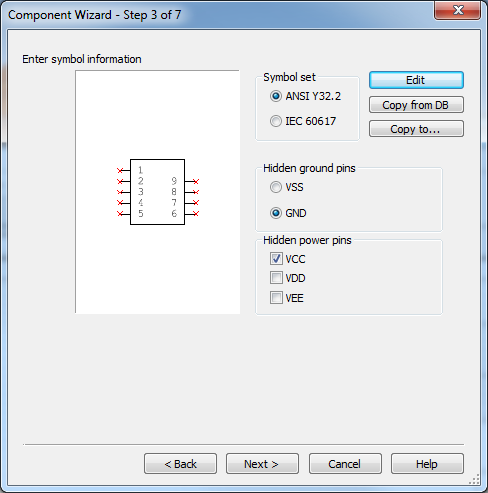 Component Wizard - Step 3 of 7
Enter symbol information
Symbol set
ANSI Y32.2
IEC 60617
Edit
Copy from DB
Copy to...
1
2 9
3 8
4 7
5 6
Hidden ground pins
VSS
GND
Hidden power pins
VCC
VDD
VEE
< Back Next > Cancel Help